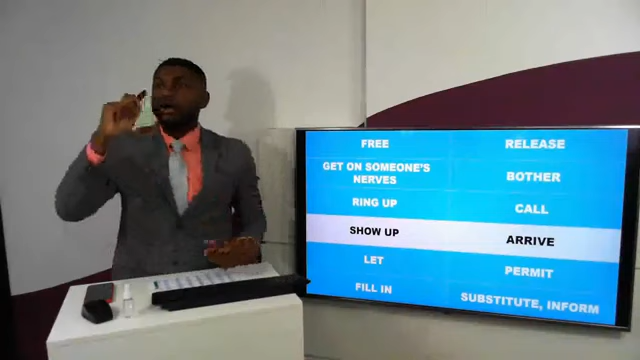 FREE RELEASE
GET ON SOMEONE'S
NERVES BOTHER
RING UP CALL
SHOW UP ARRIVE
LET PERMIT
FILL IN SUBSTITUTE, INFORM